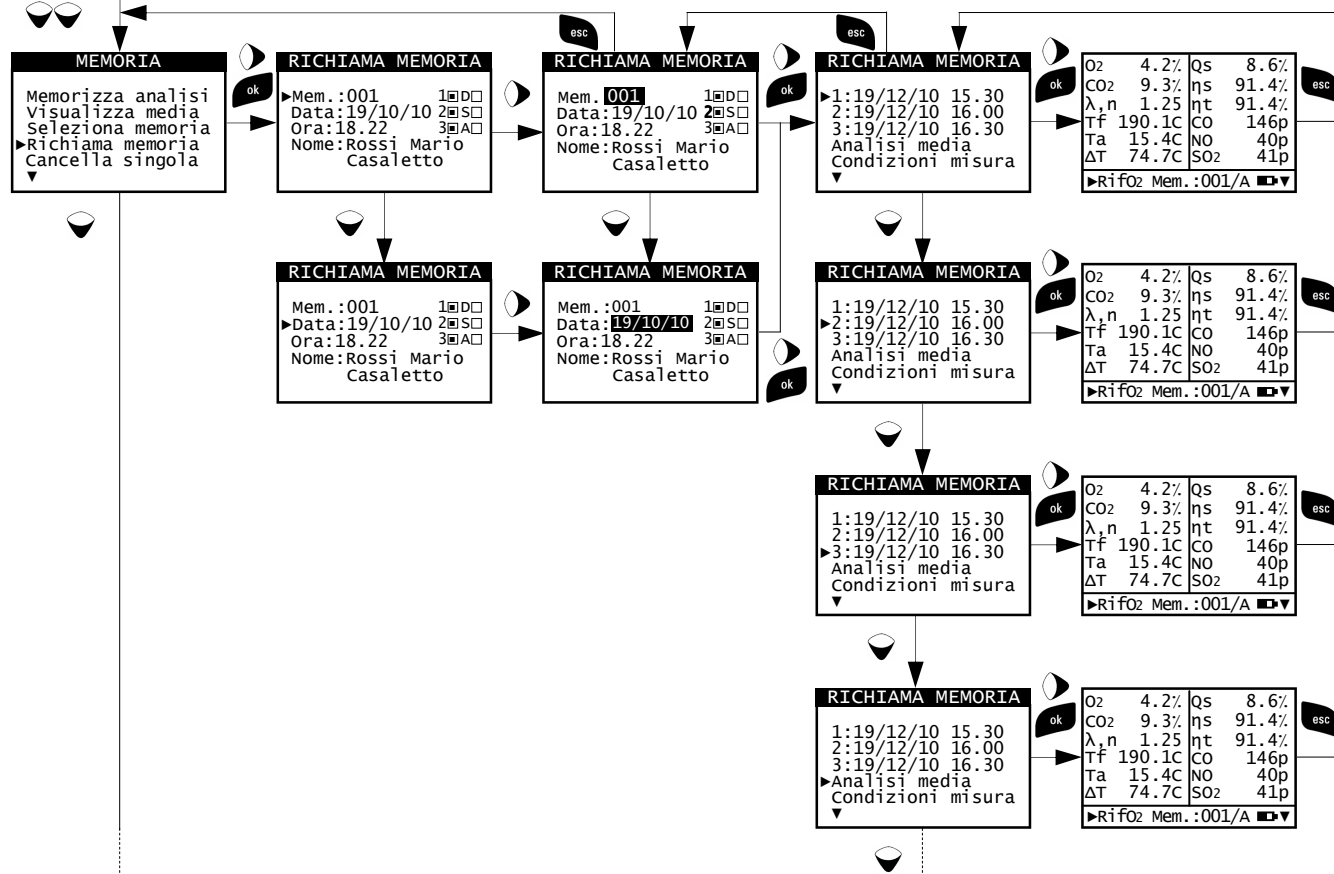 esc
esc
MEMORIA
Memorizza analisi
Visualizza media
Seleziona memoria
►Richiama memoria
Cancella singola
▼
ok
RICHIAMA MEMORIA
►Mem.:001 1▣D□
Data:19/10/10 2▣S□
Ora:18.22 3▣A□
Nome:Rossi Mario
Casaletto
RICHIAMA MEMORIA
Mem. 001 1▣D□
Data:19/10/10 2▣S□
Ora:18.22 3▣A□
Nome:Rossi Mario
Casaletto
ok
RICHIAMA MEMORIA
►1:19/12/10 15.30
2:19/12/10 16.00
3:19/12/10 16.30
Analisi media
Condizioni misura
▼
ok
O2 4.2% Qs 8.6%
CO2 9.3% ηs 91.4%
λ,n 1.25 ηt 91.4%
Tf 190.1C CO 146p
Ta 15.4C NO 40p
ΔT 74.7C SO2 41p
►RifO2 Mem.:001/A ▼
esc
RICHIAMA MEMORIA
Mem.:001 1▣D□
►Data:19/10/10 2▣S□
Ora:18.22 3▣A□
Nome:Rossi Mario
Casaletto
RICHIAMA MEMORIA
Mem.:001 1▣D□
Data:19/10/10 2▣S□
Ora:18.22 3▣A□
Nome:Rossi Mario
Casaletto
ok
RICHIAMA MEMORIA
1:19/12/10 15.30
►2:19/12/10 16.00
3:19/12/10 16.30
Analisi media
Condizioni misura
▼
ok
O2 4.2% Qs 8.6%
CO2 9.3% ηs 91.4%
λ,n 1.25 ηt 91.4%
Tf 190.1C CO 146p
Ta 15.4C NO 40p
ΔT 74.7C SO2 41p
►RifO2 Mem.:001/A ▼
esc
RICHIAMA MEMORIA
1:19/12/10 15.30
2:19/12/10 16.00
►3:19/12/10 16.30
Analisi media
Condizioni misura
▼
ok
O2 4.2% Qs 8.6%
CO2 9.3% ηs 91.4%
λ,n 1.25 ηt 91.4%
Tf 190.1C CO 146p
Ta 15.4C NO 40p
ΔT 74.7C SO2 41p
►RifO2 Mem.:001/A ▼
esc
RICHIAMA MEMORIA
1:19/12/10 15.30
2:19/12/10 16.00
3:19/12/10 16.30
►Analisi media
Condizioni misura
▼
ok
O2 4.2% Qs 8.6%
CO2 9.3% ηs 91.4%
λ,n 1.25 ηt 91.4%
Tf 190.1C CO 146p
Ta 15.4C NO 40p
ΔT 74.7C SO2 41p
►RifO2 Mem.:001/A ▼
esc